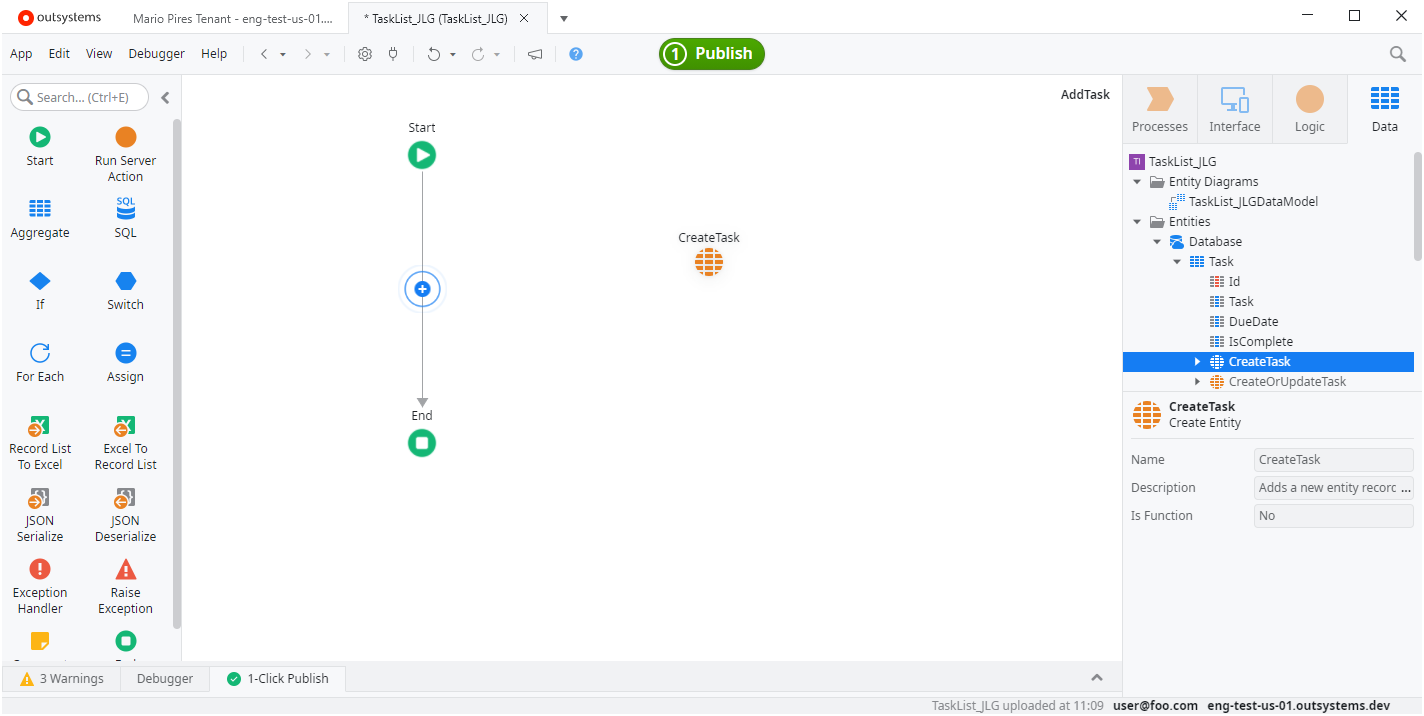 outsystems
Mario Pires Tenant - eng-test-us-01....
* TaskList_JLG (TaskList_JLG)
App Edit View Debugger Help
1 Publish
Search... (Ctrl+E)
Start
Run Server
Action
Aggregate
SQL
SQL
If
Switch
For Each
Assign
Record List
To Excel
Excel To
Record List
JSON
Serialize
JSON
Deserialize
Exception
Handler
Raise
Exception
AddTask
Start
CreateTask
End
Processes
Interface
Logic
Data
TI TaskList_JLG
Entity Diagrams
TaskList_JLGDataModel
Entities
Database
Task
Id
Task
DueDate
IsComplete
CreateTask
CreateOrUpdateTask
CreateTask
Create Entity
Name CreateTask
Description Adds a new entity record ...
Is Function No
3 Warnings
Debugger
1-Click Publish
TaskList_JLG uploaded at 11:09 user@foo.com eng-test-us-01.outsystems.dev